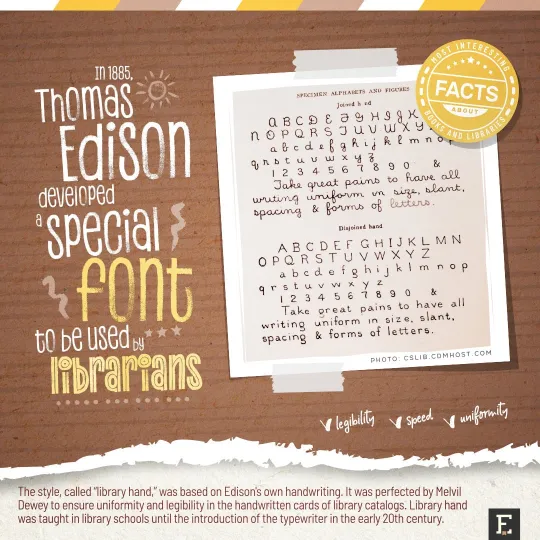 In 1885,
Thomas
Edison
developed
a special
font
to be used by
librarians
SPECIMEN ALPHABETS AND FIGURES
Joined hand
A B C D E F G H I J K L M
N O P Q R S T U V W X Y Z
a b c d e f g h i j k l m n o p
q r s t u v w x y z
1 2 3 4 5 6 7 8 9 0 &
Take great pains to have all
writing uniform in size, slant,
spacing & forms of letters.
Disjoined hand
A B C D E F G H I J K L M N
O P Q R S T U V W X Y Z
a b c d e f g h i j k l m n o p
q r s t u v w x y z
1 2 3 4 5 6 7 8 9 0 &
Take great pains to have all
writing uniform in size, slant,
spacing & forms of letters.
PHOTO: CSLIB.CDMHOST.COM
MOST INTERESTING
FACTS
ABOUT
BOOKS AND LIBRARIES
legibility speed uniformity
The style, called "library hand," was based on Edison's own handwriting. It was perfected by Melvil
Dewey to ensure uniformity and legibility in the handwritten cards of library catalogs. Library hand
was taught in library schools until the introduction of the typewriter in the early 20th century.
E